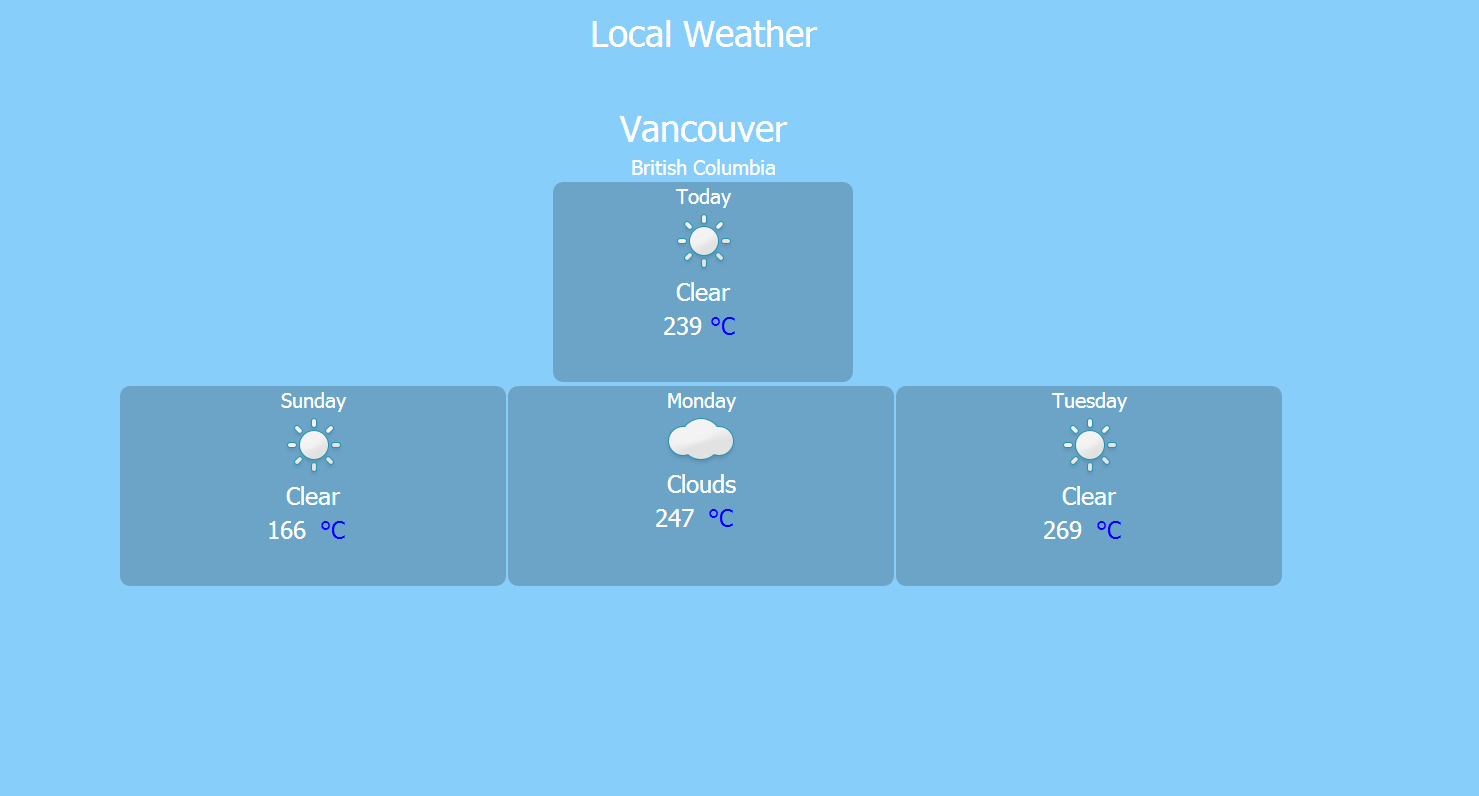 Local Weather
Vancouver
British Columbia
Today
Clear
239 °C
Sunday
Clear
166 °C
Monday
Clouds
247 °C
Tuesday
Clear
269 °C